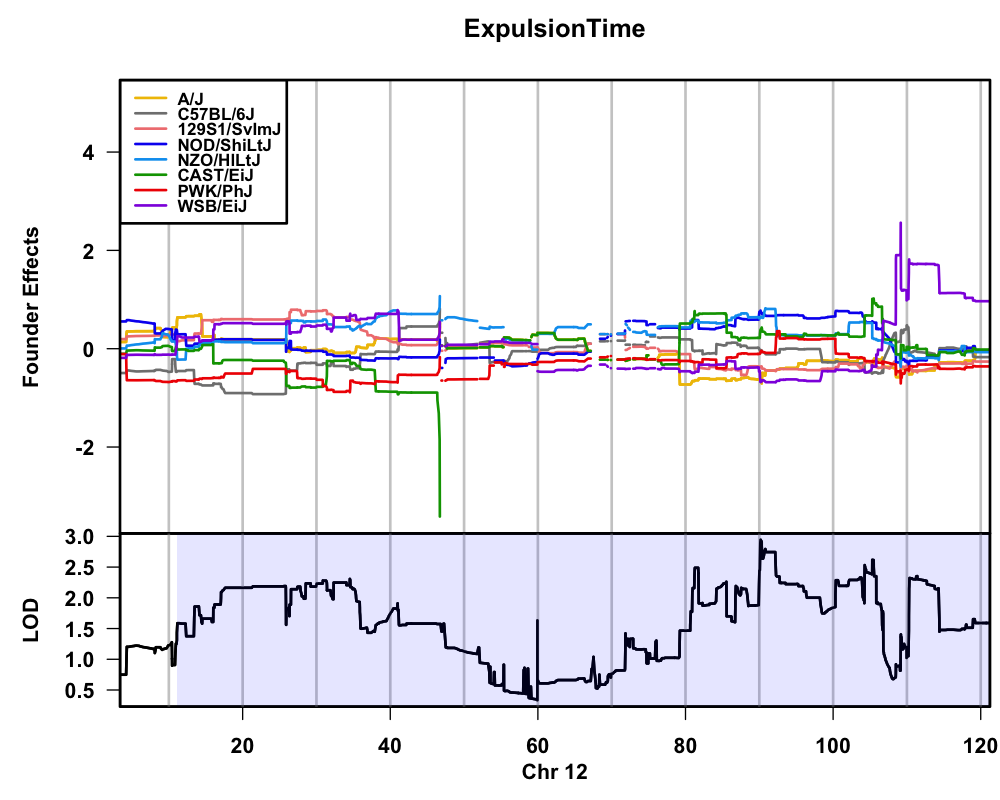 ExpulsionTime
A/J
C57BL/6J
129S1/SvImJ
NOD/ShiLtJ
NZO/HlLtJ
CAST/EiJ
PWK/PhJ
WSB/EiJ
Founder Effects
4
2
0
-2
LOD
3.0
2.5
2.0
1.5
1.0
0.5
20 40 60 80 100 120
Chr 12